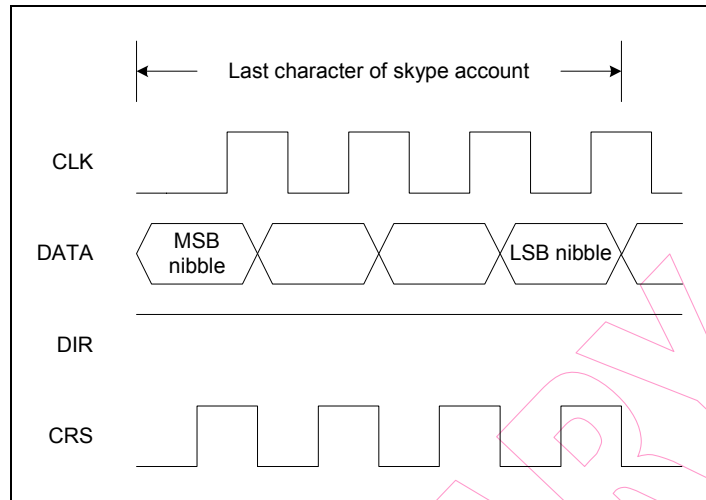 Last character of skype account
CLK
DATA
MSB
nibble
LSB nibble
DIR
CRS